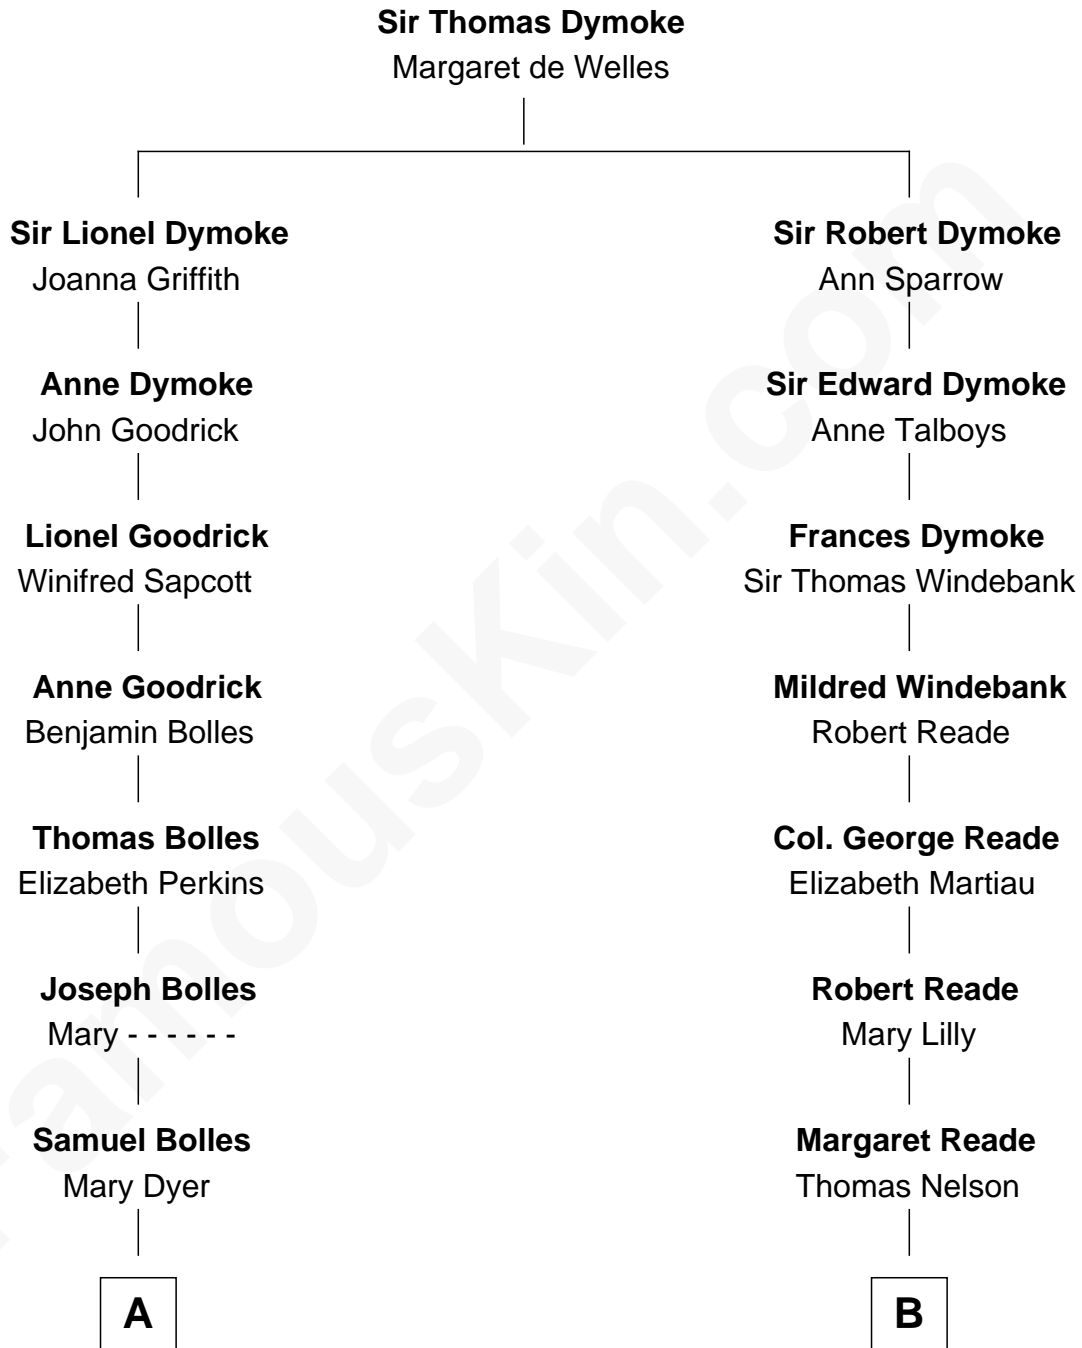 Sir Thomas Dymoke
Margaret de Welles
Sir Lionel Dymoke
Joanna Griffith
Sir Robert Dymoke
Ann Sparrow
Anne Dymoke
John Goodrick
Sir Edward Dymoke
Anne Talboys
Lionel Goodrick
Winifred Sapcott
Frances Dymoke
Sir Thomas Windebank
Anne Goodrick
Benjamin Bolles
Mildred Windebank
Robert Reade
Thomas Bolles
Elizabeth Perkins
Col. George Reade
Elizabeth Martiau
Joseph Bolles
Mary - - - - - -
Robert Reade
Mary Lilly
Samuel Bolles
Mary Dyer
Margaret Reade
Thomas Nelson
A
B
FamousKin.com